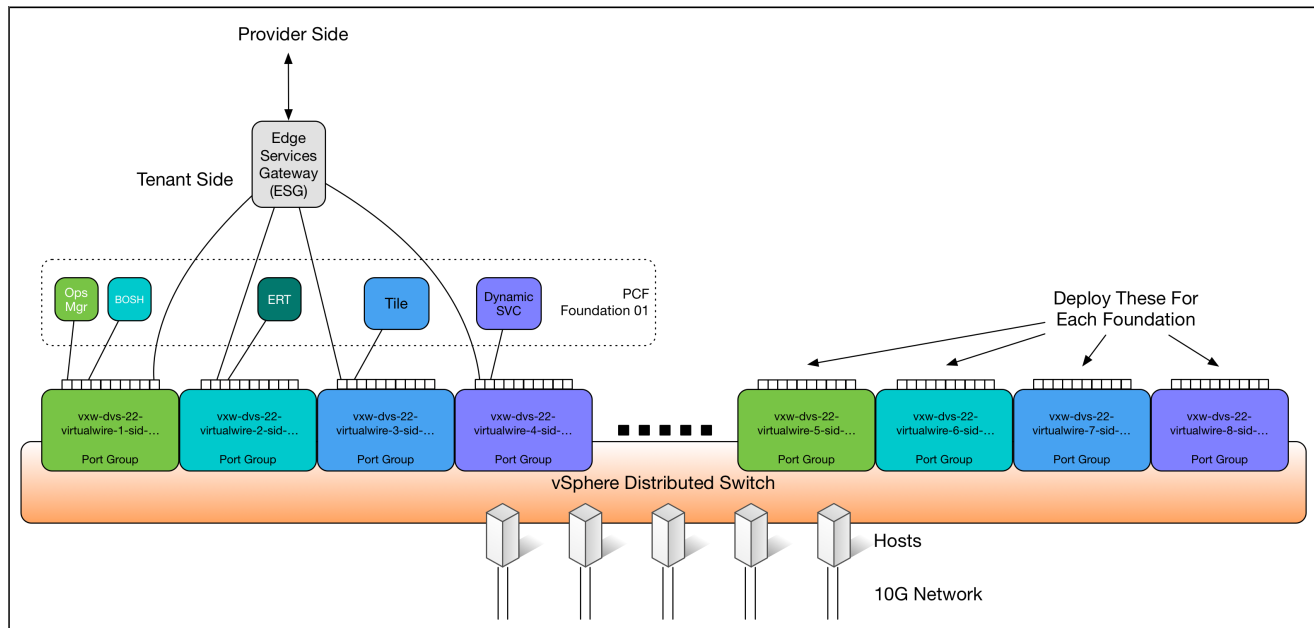 Provider Side
Edge
Services
Gateway
(ESG)
Tenant Side
Ops
Mgr
BOSH
ERT
Tile
Dynamic
SVC
PCF
Foundation 01
Deploy These For
Each Foundation
vxw-dvs-22-
virtualwire-1-sid-...
Port Group
vxw-dvs-22-
virtualwire-2-sid-...
Port Group
vxw-dvs-22-
virtualwire-3-sid-...
Port Group
vxw-dvs-22-
virtualwire-4-sid-...
Port Group
vxw-dvs-22-
virtualwire-5-sid-...
Port Group
vxw-dvs-22-
virtualwire-6-sid-...
Port Group
vxw-dvs-22-
virtualwire-7-sid-...
Port Group
vxw-dvs-22-
virtualwire-8-sid-...
Port Group
vSphere Distributed Switch
Hosts
10G Network